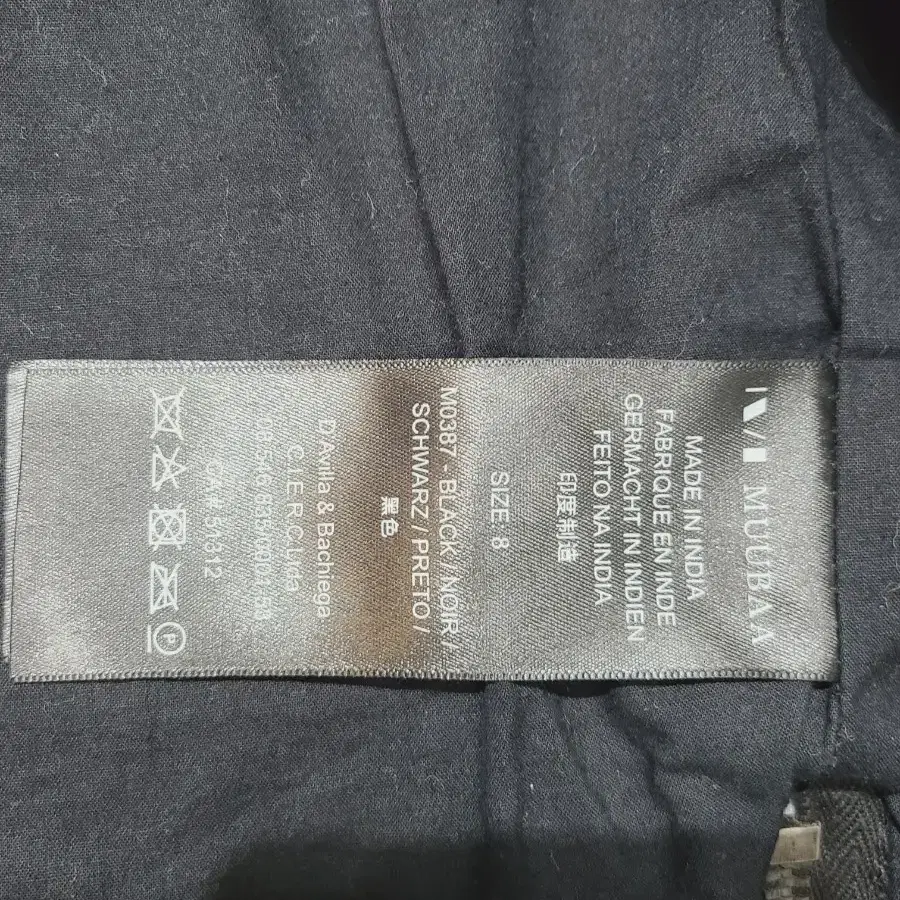 MUUBAA
MADE IN INDIA
FABRIQUE EN INDE
GERMACHT IN INDIEN
FEITO NA INDIA
印度制造
SIZE: 8
M0387 - BLACK / NOIR /
SCHWARZ / PRETO /
黑色
D'Avilla & Bachiega
C.I.E.R.C. Ltda
CA#: 51312
P